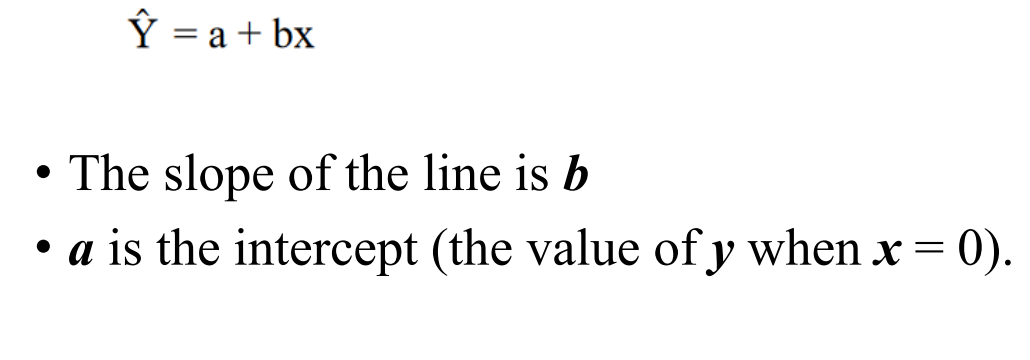 Ŷ = a + bx
• The slope of the line is b
• a is the intercept (the value of y when x = 0).